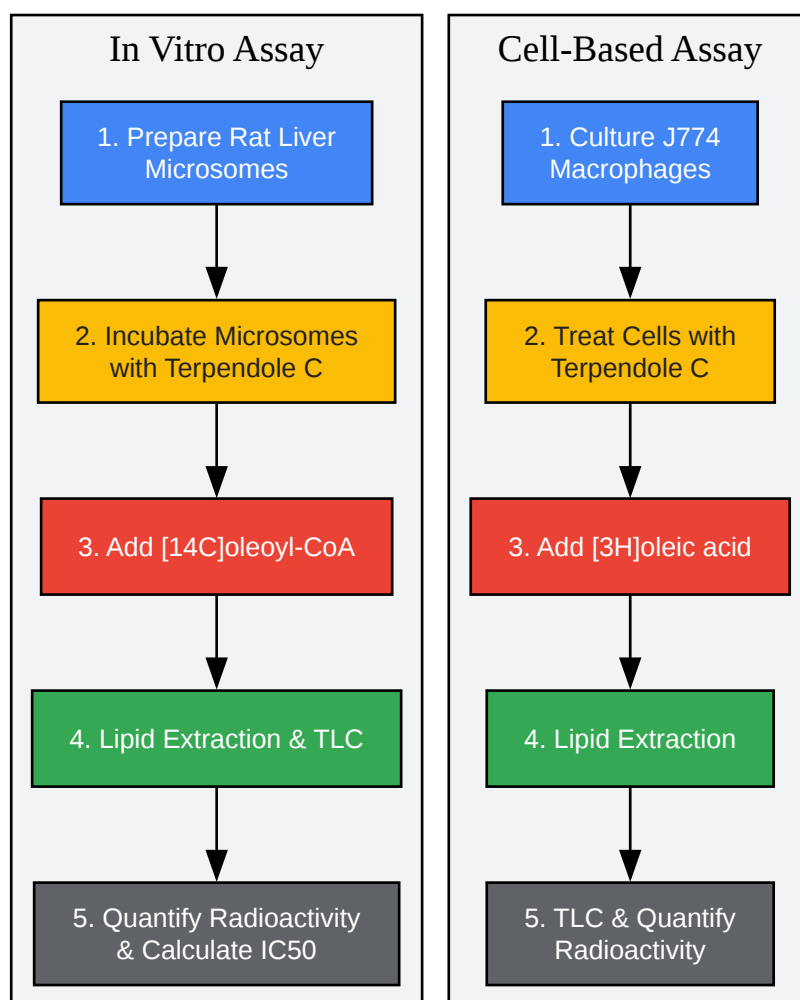 In Vitro Assay
1. Prepare Rat Liver
Microsomes
2. Incubate Microsomes
with Terpendole C
3. Add [14C]oleoyl-CoA
4. Lipid Extraction & TLC
5. Quantify Radioactivity
& Calculate IC50
Cell-Based Assay
1. Culture J774
Macrophages
2. Treat Cells with
Terpendole C
3. Add [3H]oleic acid
4. Lipid Extraction
5. TLC & Quantify
Radioactivity